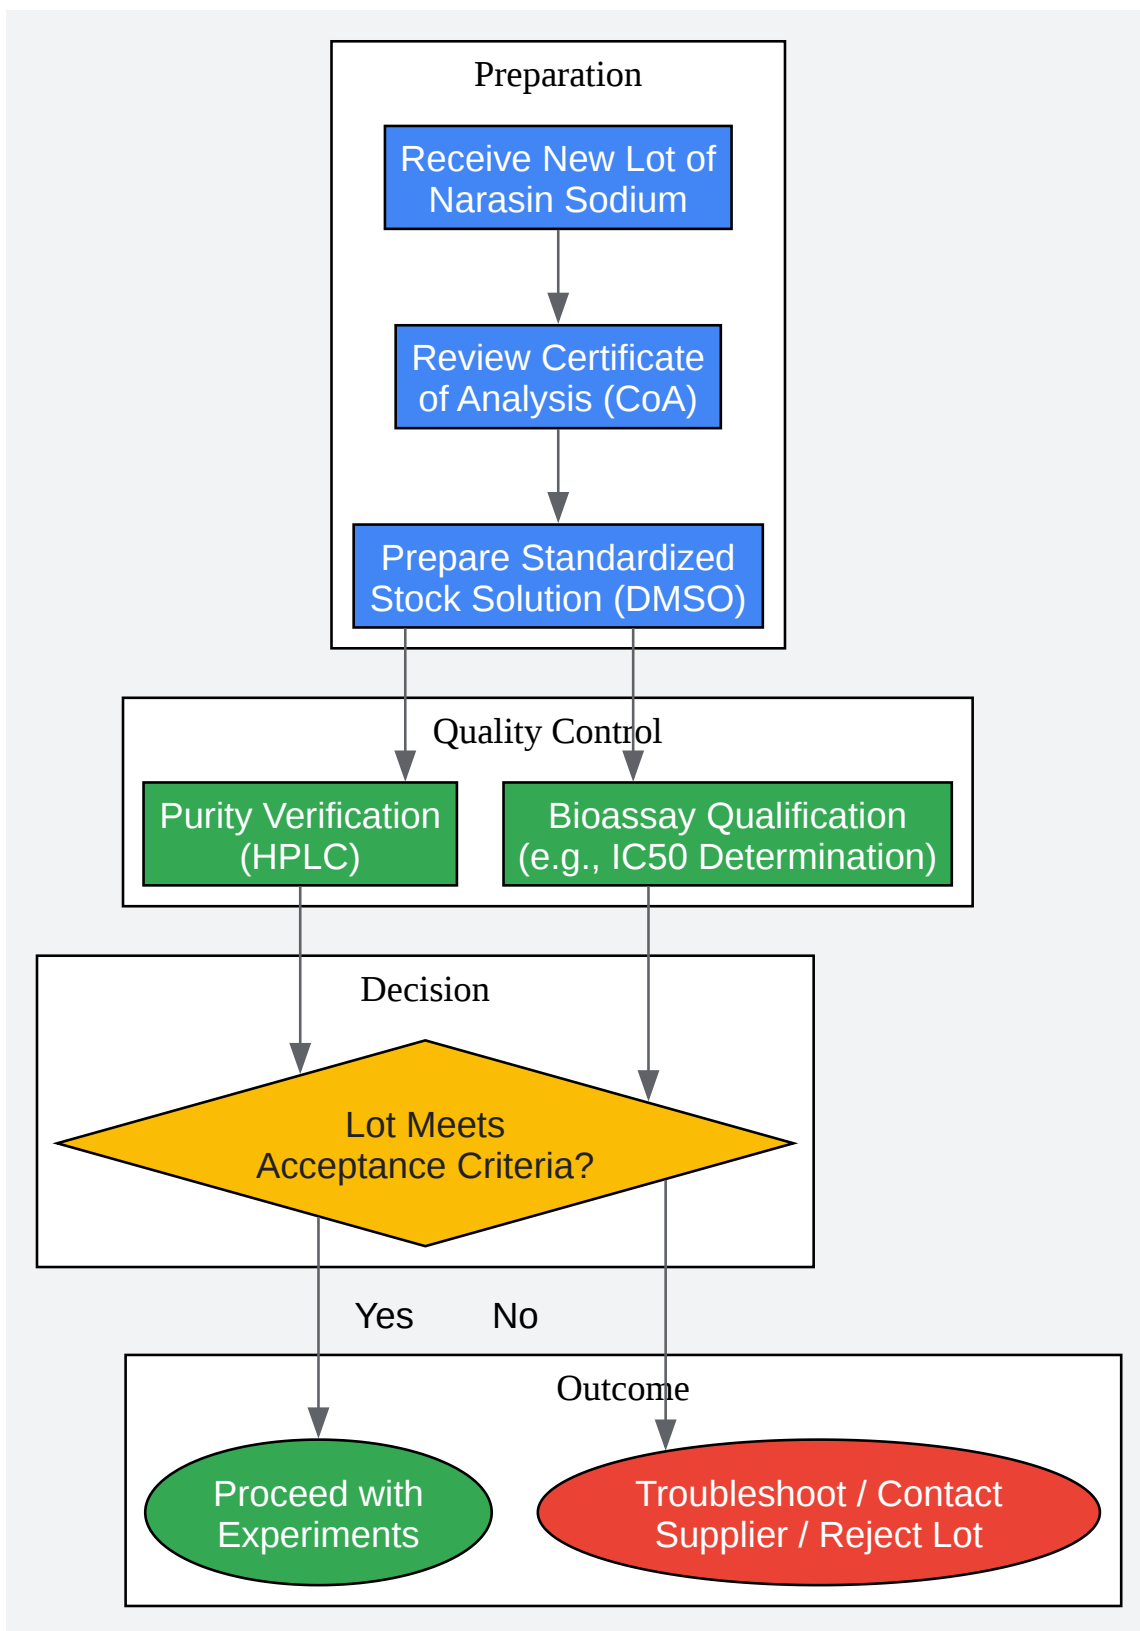 Preparation
Receive New Lot of
Narasin Sodium
Review Certificate
of Analysis (CoA)
Prepare Standardized
Stock Solution (DMSO)
Quality Control
Purity Verification
(HPLC)
Bioassay Qualification
(e.g., IC50 Determination)
Decision
Lot Meets
Acceptance Criteria?
Yes
No
Outcome
Proceed with
Experiments
Troubleshoot / Contact
Supplier / Reject Lot